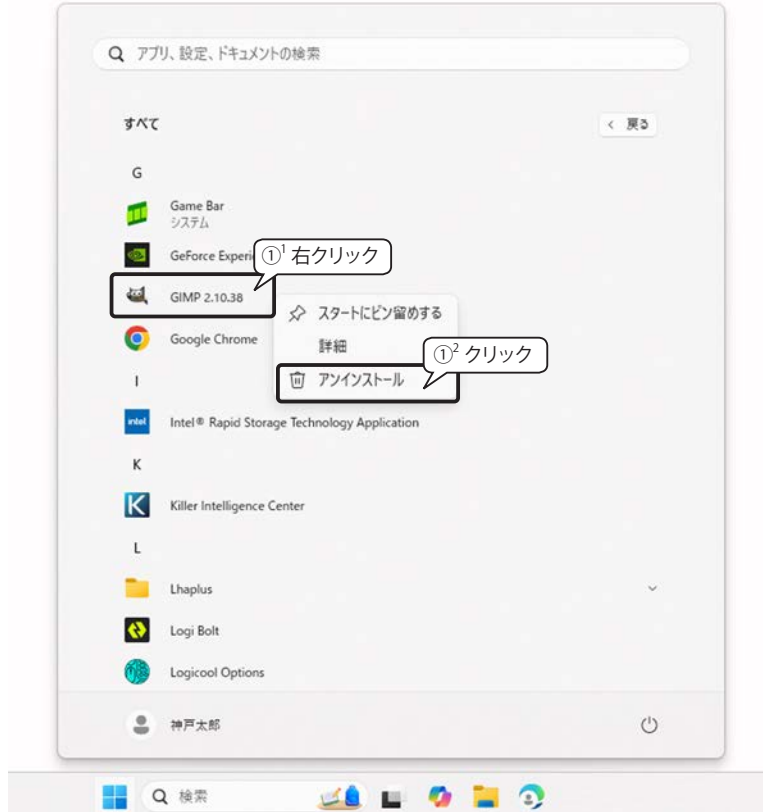 アプリ、設定、ドキュメントの検索
すべて
戻る
G
Game Bar
システム
GeForce Experi
①¹ 右クリック
GIMP 2.10.38
スタートにピン留めする
Google Chrome
詳細
①² クリック
I
アンインストール
intel
Intel® Rapid Storage Technology Application
K
K
Killer Intelligence Center
L
Lhaplus
Logi Bolt
Logicool Options
神戸太郎
検索